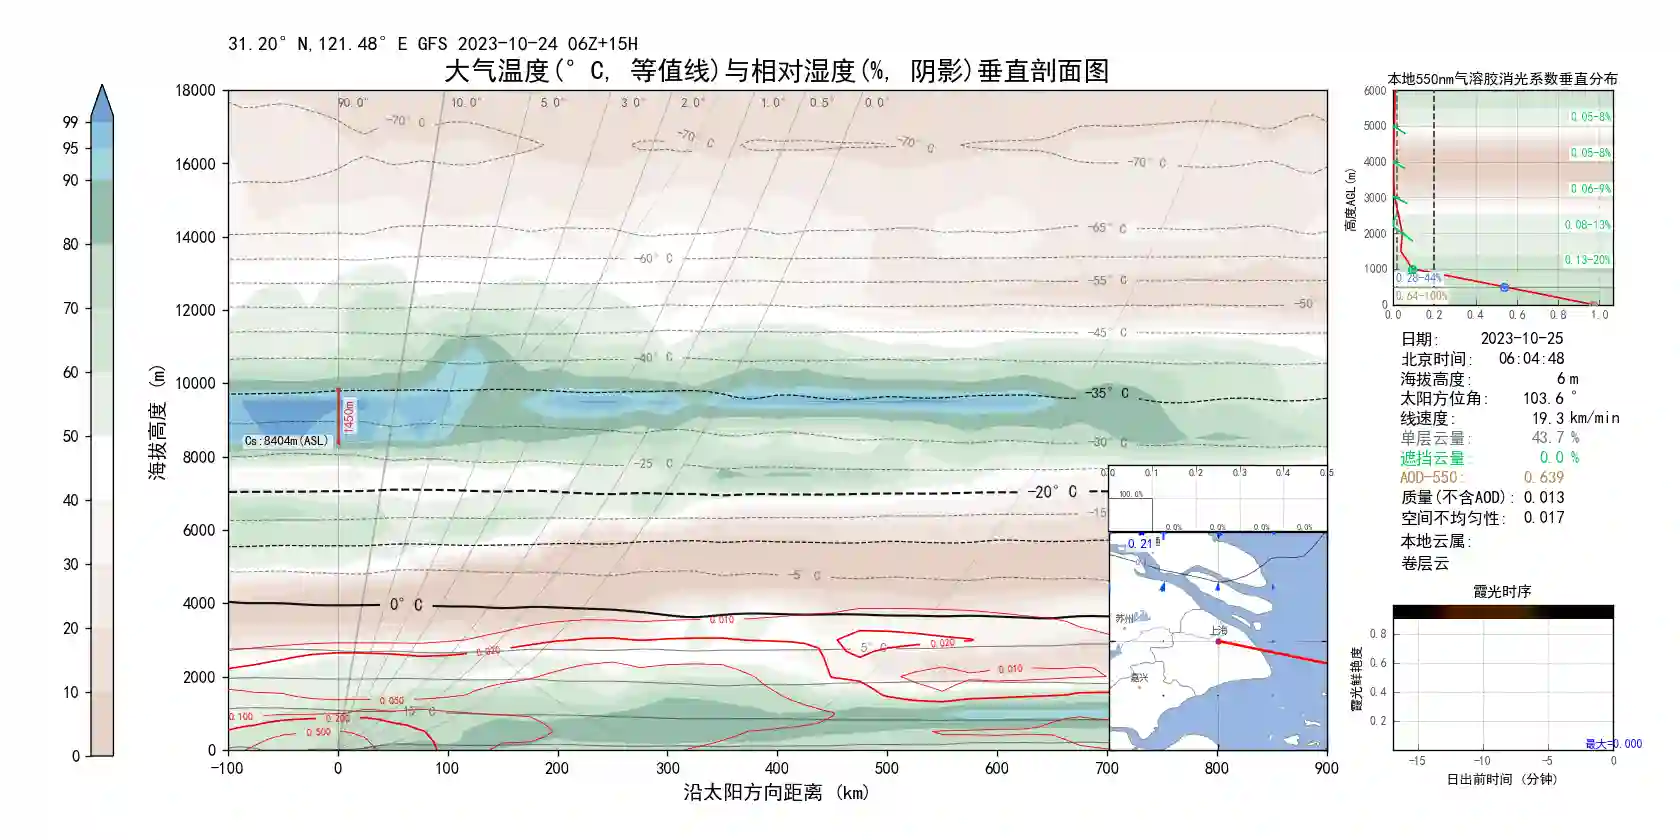 31.20° N,121.48° E GFS 2023-10-24 06Z+15H
大气温度(° C, 等值线)与相对湿度(%, 阴影)垂直剖面图
99
95
90
80
70
60
50
40
30
20
10
0
海拔高度 (m)
18000
16000
14000
12000
10000
8000
6000
4000
2000
0
90.0° 10.0° 5.0° 3.0° 2.0° 1.0° 0.5° 0.0°
-70° C
-70° C
-70° C
-70° C
-65° C
-60° C
-55° C
-50
-45° C
-40° C
-35° C
1450m
Cs:8404m(ASL)
-30° C
-25° C
-20° C
-15
-5° C
0° C
0.010
5° C
0.020
0.020
0.010
0.050
0.100
0.200
0.500
-100 0 100 200 300 400 500 600 700 800 900
沿太阳方向距离 (km)
0.0 0.1 0.2 0.3 0.4 0.5
100.0%
0.0% 0.0% 0.0% 0.0%
0.21
苏州
上海
嘉兴
本地550nm气溶胶消光系数垂直分布
高度AGL(m)
6000
5000
4000
3000
2000
1000
0
0.05-8%
0.05-8%
0.06-9%
0.08-13%
0.13-20%
0.28-44%
0.64-100%
0.0 0.2 0.4 0.6 0.8 1.0
日期: 2023-10-25
北京时间: 06:04:48
海拔高度: 6 m
太阳方位角: 103.6 °
线速度: 19.3 km/min
单层云量: 43.7 %
遮挡云量: 0.0 %
AOD-550: 0.639
质量(不含AOD): 0.013
空间不均匀性: 0.017
本地云属:
卷层云
霞光时序
霞光鲜艳度
0.8
0.6
0.4
0.2
最大=0.000
-15 -10 -5 0
日出前时间 (分钟)